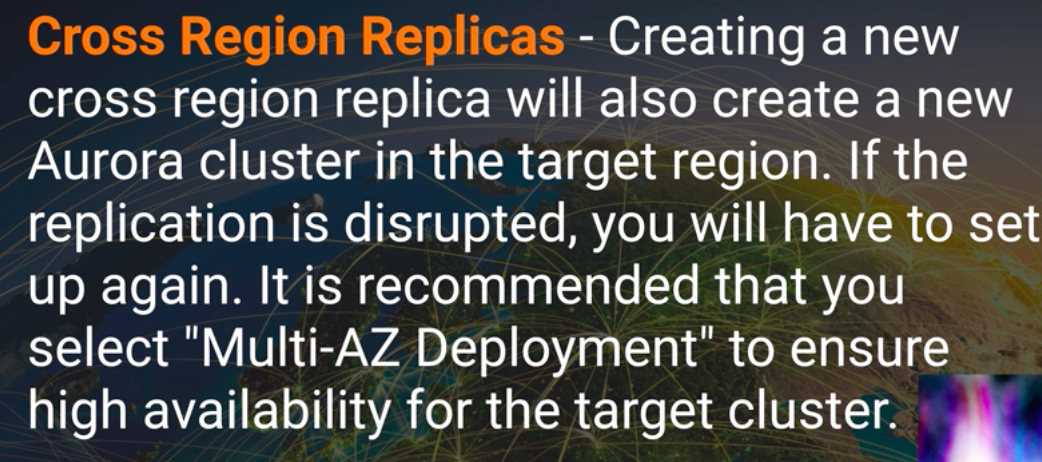 Cross Region Replicas - Creating a new
cross region replica will also create a new
Aurora cluster in the target region. If the
replication is disrupted, you will have to set
up again. It is recommended that you
select "Multi-AZ Deployment" to ensure
high availability for the target cluster.